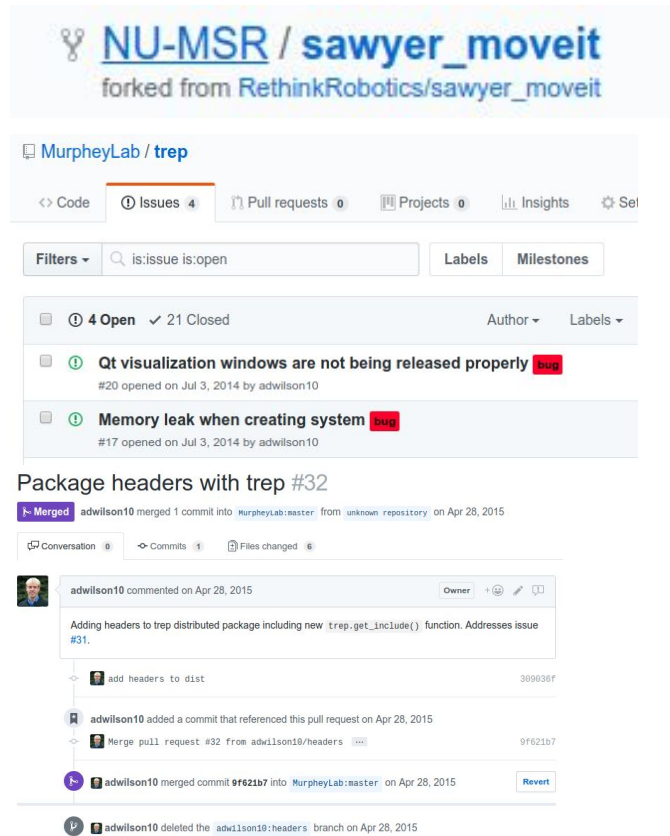 NU-MSR / sawyer_moveit
forked from RethinkRobotics/sawyer_moveit
MurpheyLab / trep
<> Code Issues 4 Pull requests 0 Projects 0 Insights Set
Filters is:issue is:open Labels Milestones
4 Open ✓ 21 Closed Author Labels
Qt visualization windows are not being released properly bug
#20 opened on Jul 3, 2014 by adwilson10
Memory leak when creating system bug
#17 opened on Jul 3, 2014 by adwilson10
Package headers with trep #32
Merged adwilson10 merged 1 commit into MurpheyLab:master from unknown repository on Apr 28, 2015
Conversation 0 Commits 1 Files changed 6
adwilson10 commented on Apr 28, 2015 Owner
Adding headers to trep distributed package including new trep.get_include() function. Addresses issue
#31.
add headers to dist 309036f
adwilson10 added a commit that referenced this pull request on Apr 28, 2015
Merge pull request #32 from adwilson10/headers ... 9f621b7
adwilson10 merged commit 9f621b7 into MurpheyLab:master on Apr 28, 2015 Revert
adwilson10 deleted the adwilson10:headers branch on Apr 28, 2015